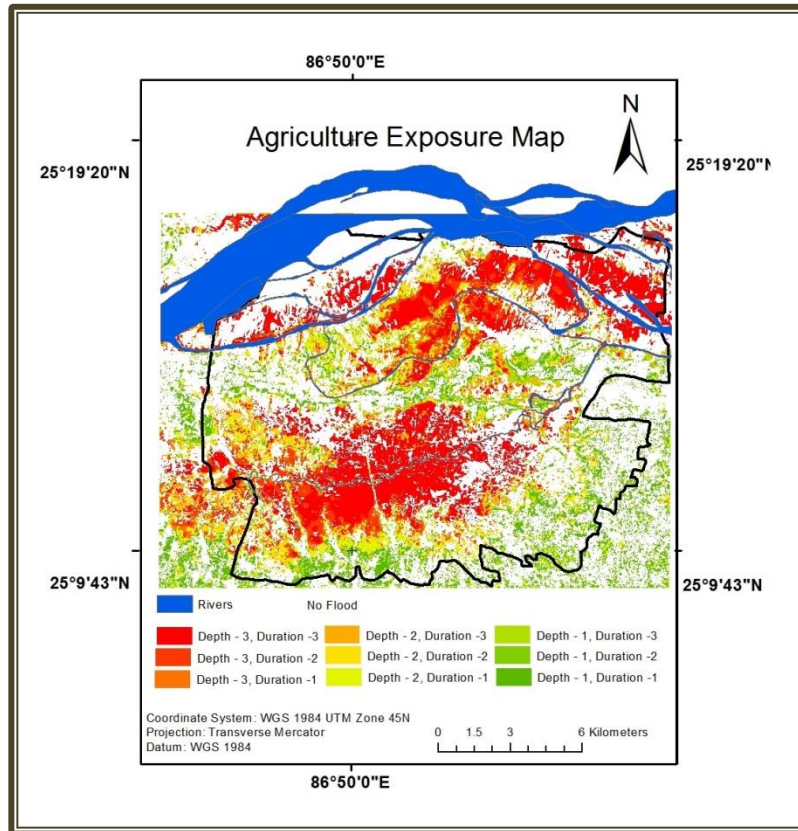 86°50'0"E
N
Agriculture Exposure Map
25°19'20"N
25°19'20"N
25°9'43"N
25°9'43"N
Rivers No Flood
Depth - 3, Duration -3 Depth - 2, Duration -3 Depth - 1, Duration -3
Depth - 3, Duration -2 Depth - 2, Duration -2 Depth - 1, Duration -2
Depth - 3, Duration -1 Depth - 2, Duration -1 Depth - 1, Duration -1
Coordinate System: WGS 1984 UTM Zone 45N
Projection: Transverse Mercator
Datum: WGS 1984
0 1.5 3 6 Kilometers
86°50'0"E